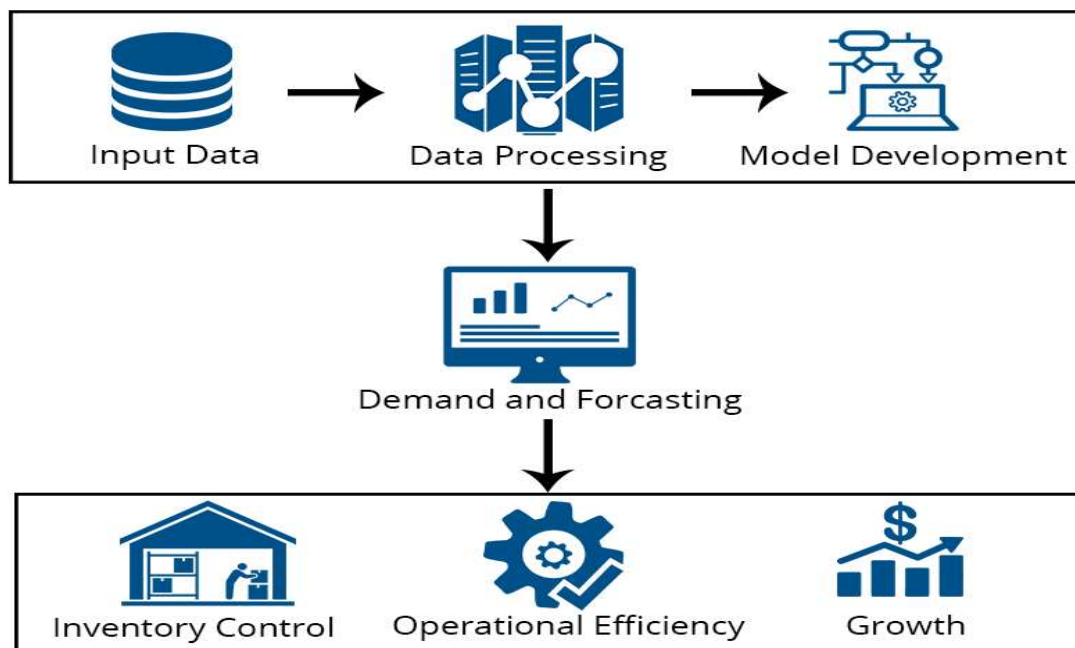 Input Data
Data Processing
Model Development
Demand and Forcasting
$
Inventory Control
Operational Efficiency
Growth